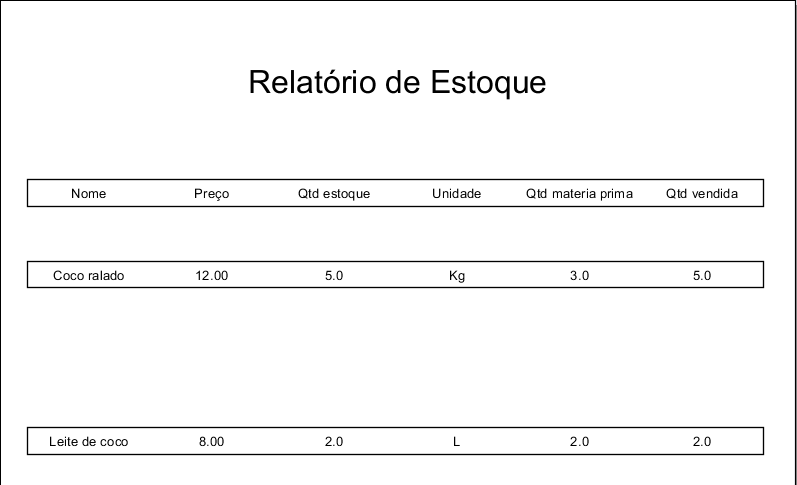 Relatório de Estoque
Nome Preço Qtd estoque Unidade Qtd materia prima Qtd vendida
Coco ralado 12.00 5.0 Kg 3.0 5.0
Leite de coco 8.00 2.0 L 2.0 2.0